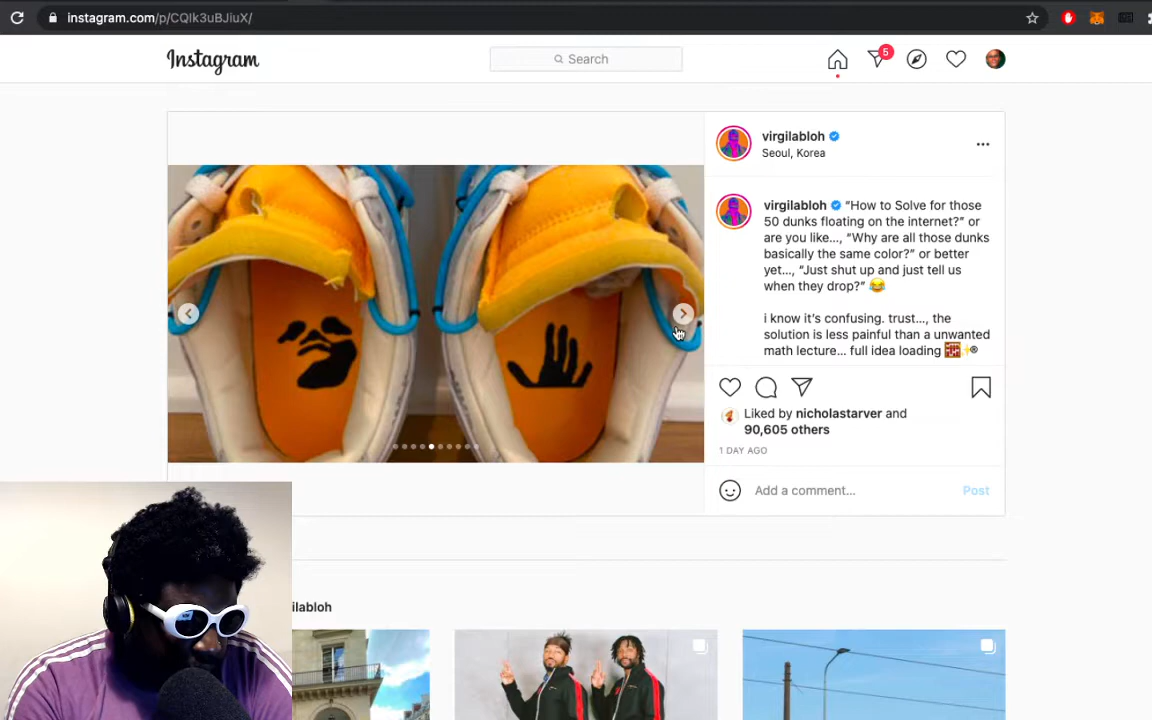 instagram.com/p/CQIk3uBJiuX/
Instagram
Search
5
virgilabloh
Seoul, Korea
virgilabloh "How to Solve for those
50 dunks floating on the internet?" or
are you like…, "Why are all those dunks
basically the same color?" or better
yet…, "Just shut up and just tell us
when they drop?" 😂
i know it's confusing. trust…, the
solution is less painful than a unwanted
math lecture… full idea loading 🧱✨®
Liked by nicholastarver and
90,605 others
1 DAY AGO
Add a comment…
Post
ilabloh